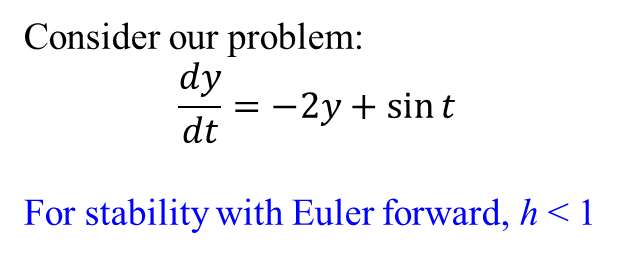 Consider our problem:
dy/dt = −2y + sin t
For stability with Euler forward, h < 1